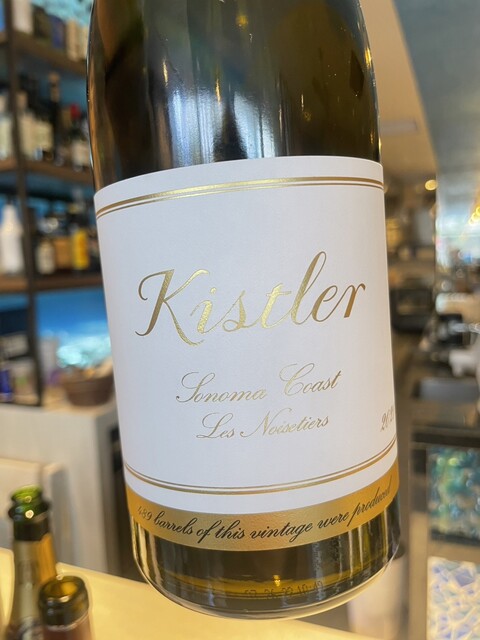 Kistler
Sonoma Coast
Les Noisetiers
barrels of this vintage were produced